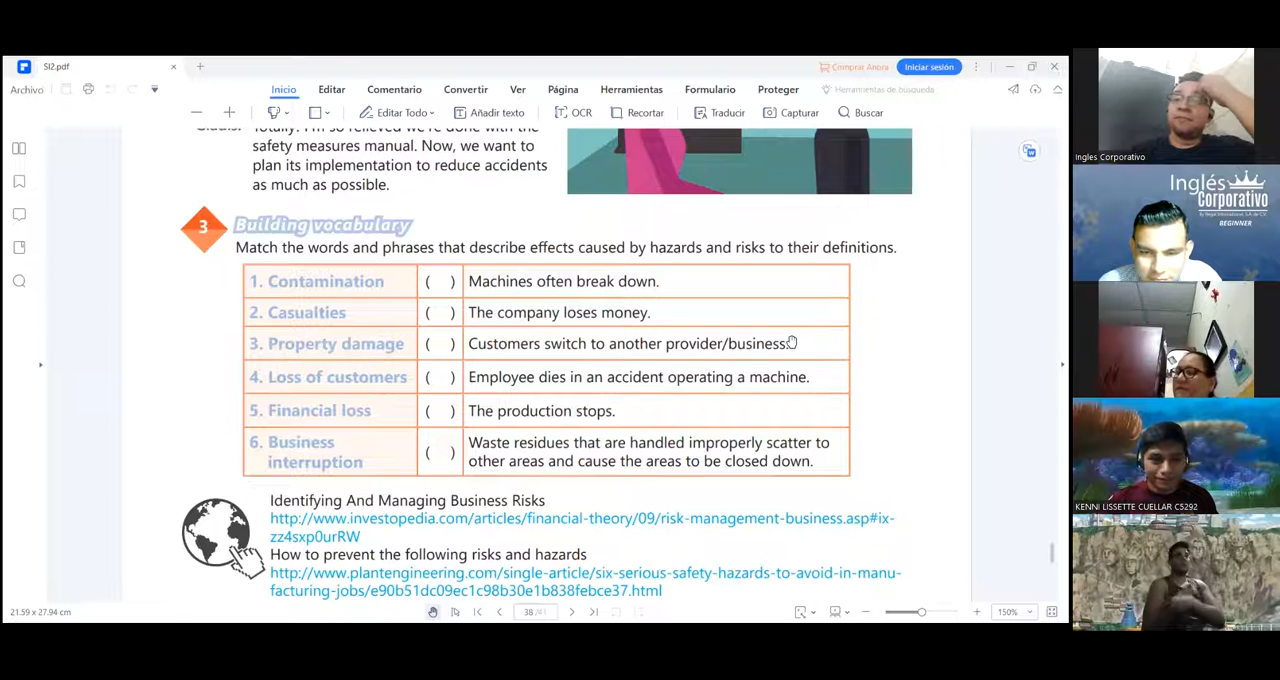 SI2.pdf
Comprar Ahora
Iniciar sesión
Archivo
Inicio
Editar
Comentario
Convertir
Ver
Página
Herramientas
Formulario
Proteger
Herramientas de búsqueda
Editar Todo
Añadir texto
OCR
Recortar
Traducir
Capturar
Buscar
Totally. I'm so relieved we're done with the
safety measures manual. Now, we want to
plan its implementation to reduce accidents
as much as possible.
3 Building vocabulary
Match the words and phrases that describe effects caused by hazards and risks to their definitions.
1. Contamination ( ) Machines often break down.
2. Casualties ( ) The company loses money.
3. Property damage ( ) Customers switch to another provider/business.
4. Loss of customers ( ) Employee dies in an accident operating a machine.
5. Financial loss ( ) The production stops.
6. Business
interruption
( )
Waste residues that are handled improperly scatter to
other areas and cause the areas to be closed down.
Identifying And Managing Business Risks
http://www.investopedia.com/articles/financial-theory/09/risk-management-business.asp#ix-
zz4sxp0urRW
How to prevent the following risks and hazards
http://www.plantengineering.com/single-article/six-serious-safety-hazards-to-avoid-in-manu-
facturing-jobs/e90b51dc09ec1c98b30e1b838febce37.html
21.59 x 27.94 cm
38/41
150%
Ingles Corporativo
Inglés
Corporativo
BEGINNER
KENNI LISSETTE CUELLAR C5292